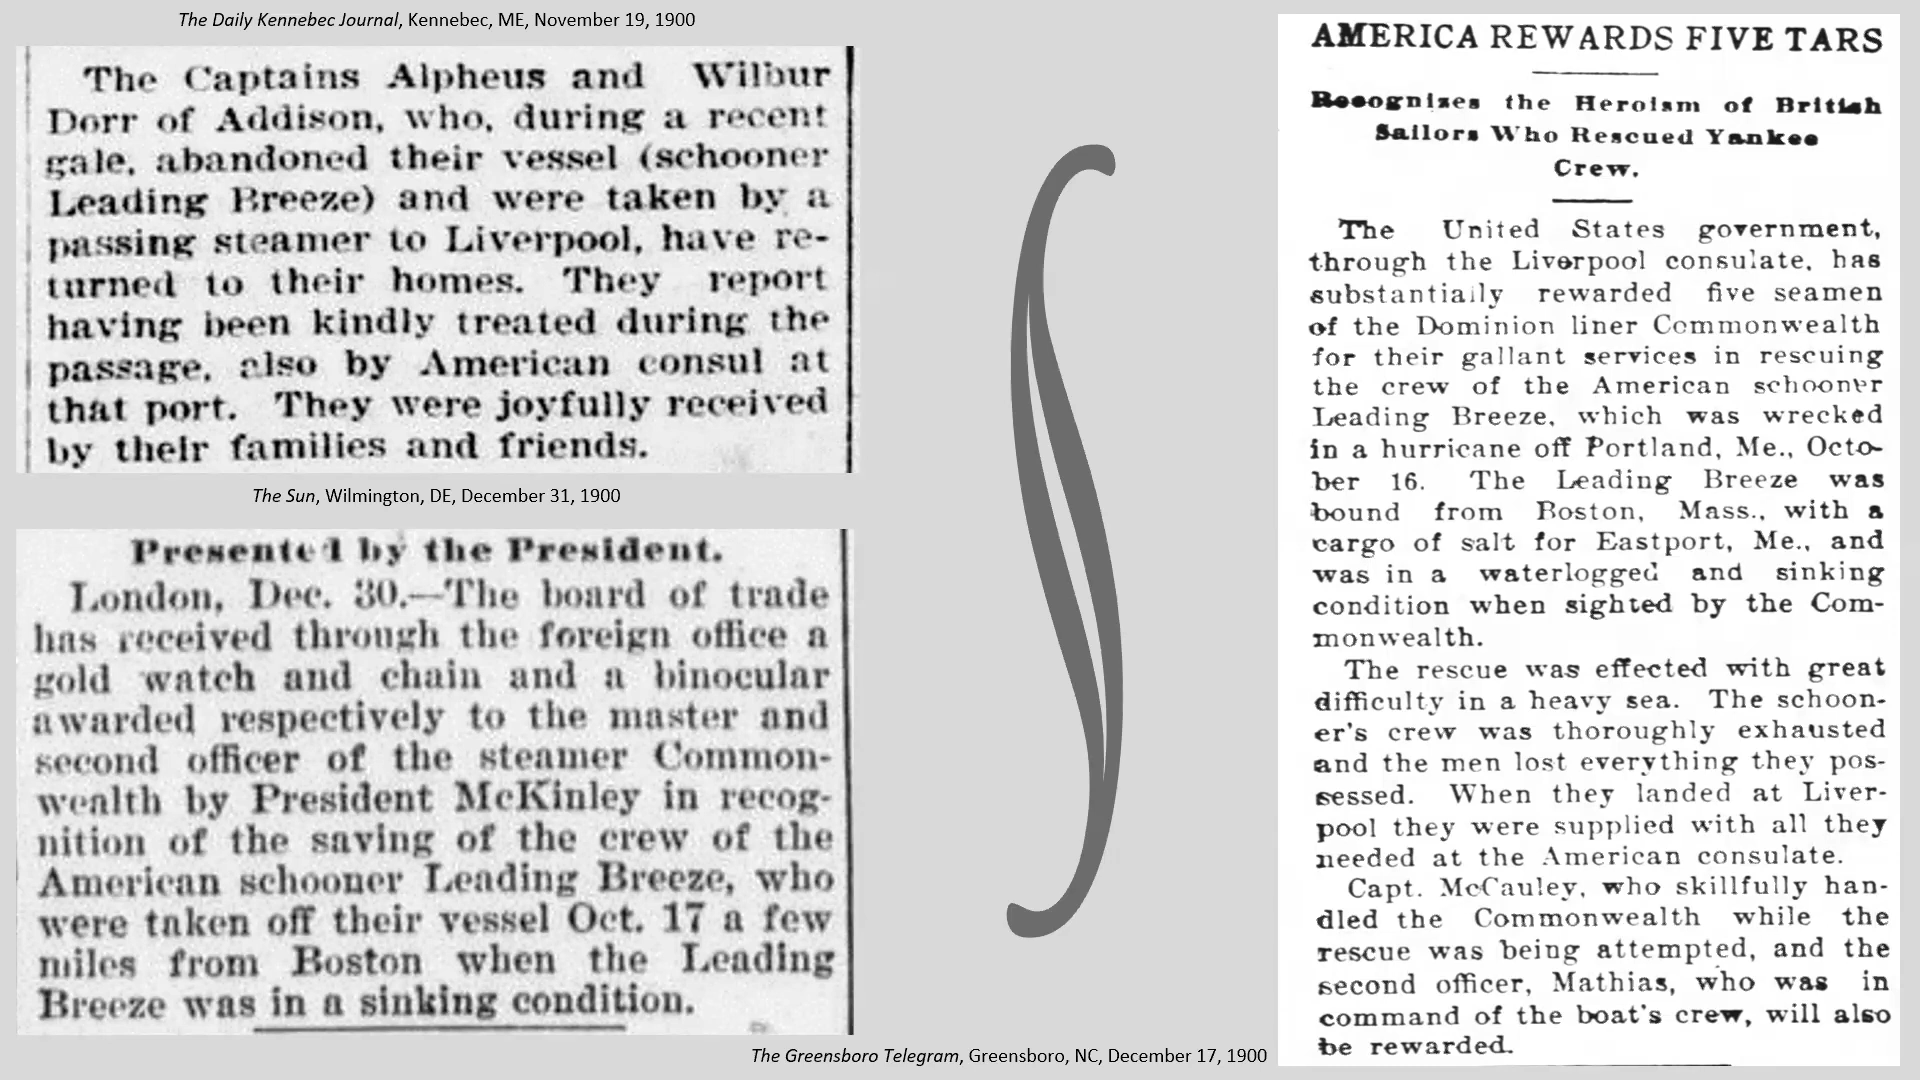 The Daily Kennebec Journal, Kennebec, ME, November 19, 1900
The Captains Alpheus and Wilbur
Dorr of Addison, who, during a recent
gale, abandoned their vessel (schooner
Leading Breeze) and were taken by a
passing steamer to Liverpool, have re-
turned to their homes. They report
having been kindly treated during the
passage, also by American consul at
that port. They were joyfully received
by their families and friends.
The Sun, Wilmington, DE, December 31, 1900
Presented by the President.
London, Dec. 30.—The board of trade
has received through the foreign office a
gold watch and chain and a binocular
awarded respectively to the master and
second officer of the steamer Common-
wealth by President McKinley in recog-
nition of the saving of the crew of the
American schooner Leading Breeze, who
were taken off their vessel Oct. 17 a few
miles from Boston when the Leading
Breeze was in a sinking condition.
The Greensboro Telegram, Greensboro, NC, December 17, 1900
AMERICA REWARDS FIVE TARS
Recognizes the Heroism of British
Sailors Who Rescued Yankee
Crew.
The United States government,
through the Liverpool consulate, has
substantially rewarded five seamen
of the Dominion liner Commonwealth
for their gallant services in rescuing
the crew of the American schooner
Leading Breeze, which was wrecked
in a hurricane off Portland, Me., Octo-
ber 16. The Leading Breeze was
bound from Boston, Mass., with a
cargo of salt for Eastport, Me., and
was in a waterlogged and sinking
condition when sighted by the Com-
monwealth.
The rescue was effected with great
difficulty in a heavy sea. The schoon-
er's crew was thoroughly exhausted
and the men lost everything they pos-
sessed. When they landed at Liver-
pool they were supplied with all they
needed at the American consulate.
Capt. McCauley, who skillfully han-
dled the Commonwealth while the
rescue was being attempted, and the
second officer, Mathias, who was in
command of the boat's crew, will also
be rewarded.